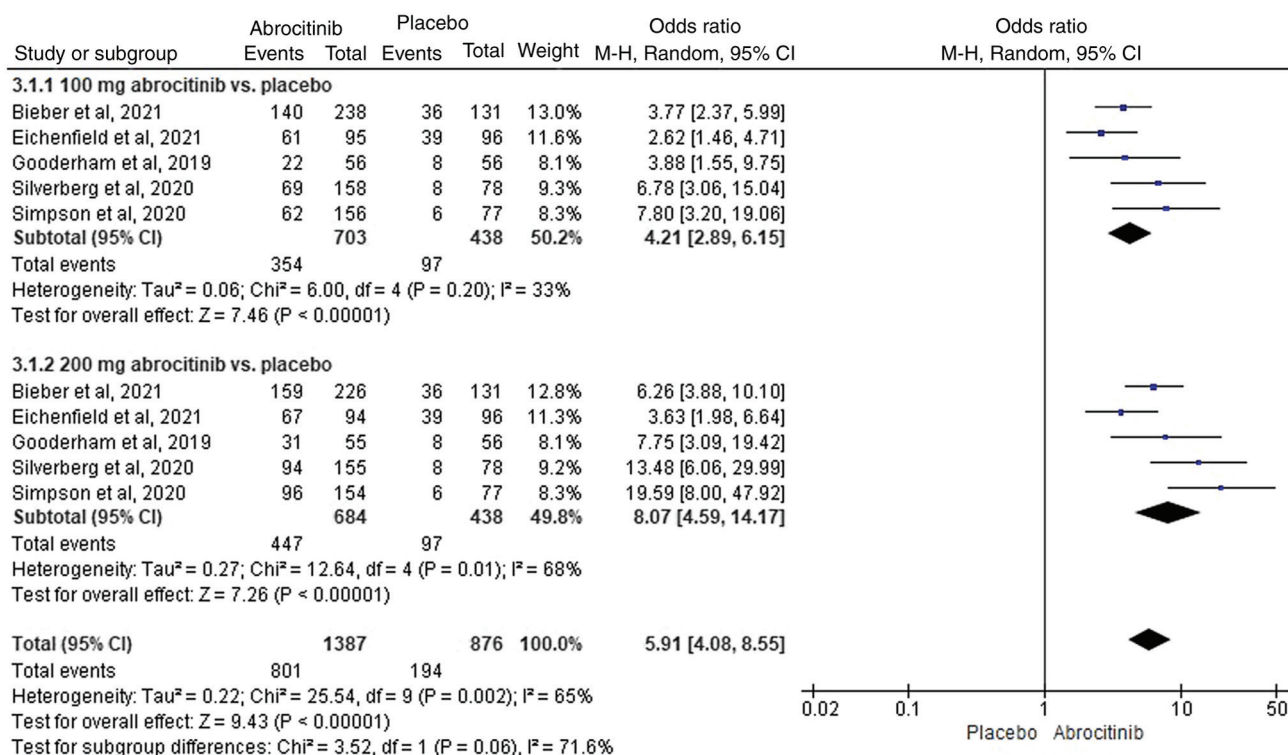 Abrocitinib Placebo Odds ratio Odds ratio
Study or subgroup Events Total Events Total Weight M-H, Random, 95% CI M-H, Random, 95% CI
3.1.1 100 mg abrocitinib vs. placebo
Bieber et al, 2021 140 238 36 131 13.0% 3.77 [2.37, 5.99]
Eichenfield et al, 2021 61 95 39 96 11.6% 2.62 [1.46, 4.71]
Gooderham et al, 2019 22 56 8 56 8.1% 3.88 [1.55, 9.75]
Silverberg et al, 2020 69 158 8 78 9.3% 6.78 [3.06, 15.04]
Simpson et al, 2020 62 156 6 77 8.3% 7.80 [3.20, 19.06]
Subtotal (95% CI) 703 438 50.2% 4.21 [2.89, 6.15]
Total events 354 97
Heterogeneity: Tau² = 0.06; Chi² = 6.00, df = 4 (P = 0.20); I² = 33%
Test for overall effect: Z = 7.46 (P < 0.00001)
3.1.2 200 mg abrocitinib vs. placebo
Bieber et al, 2021 159 226 36 131 12.8% 6.26 [3.88, 10.10]
Eichenfield et al, 2021 67 94 39 96 11.3% 3.63 [1.98, 6.64]
Gooderham et al, 2019 31 55 8 56 8.1% 7.75 [3.09, 19.42]
Silverberg et al, 2020 94 155 8 78 9.2% 13.48 [6.06, 29.99]
Simpson et al, 2020 96 154 6 77 8.3% 19.59 [8.00, 47.92]
Subtotal (95% CI) 684 438 49.8% 8.07 [4.59, 14.17]
Total events 447 97
Heterogeneity: Tau² = 0.27; Chi² = 12.64, df = 4 (P = 0.01); I² = 68%
Test for overall effect: Z = 7.26 (P < 0.00001)
Total (95% CI) 1387 876 100.0% 5.91 [4.08, 8.55]
Total events 801 194
Heterogeneity: Tau² = 0.22; Chi² = 25.54, df = 9 (P = 0.002); I² = 65%
Test for overall effect: Z = 9.43 (P < 0.00001)
Test for subgroup differences: Chi² = 3.52, df = 1 (P = 0.06), I² = 71.6%
0.02 0.1 1 10 50
Placebo Abrocitinib